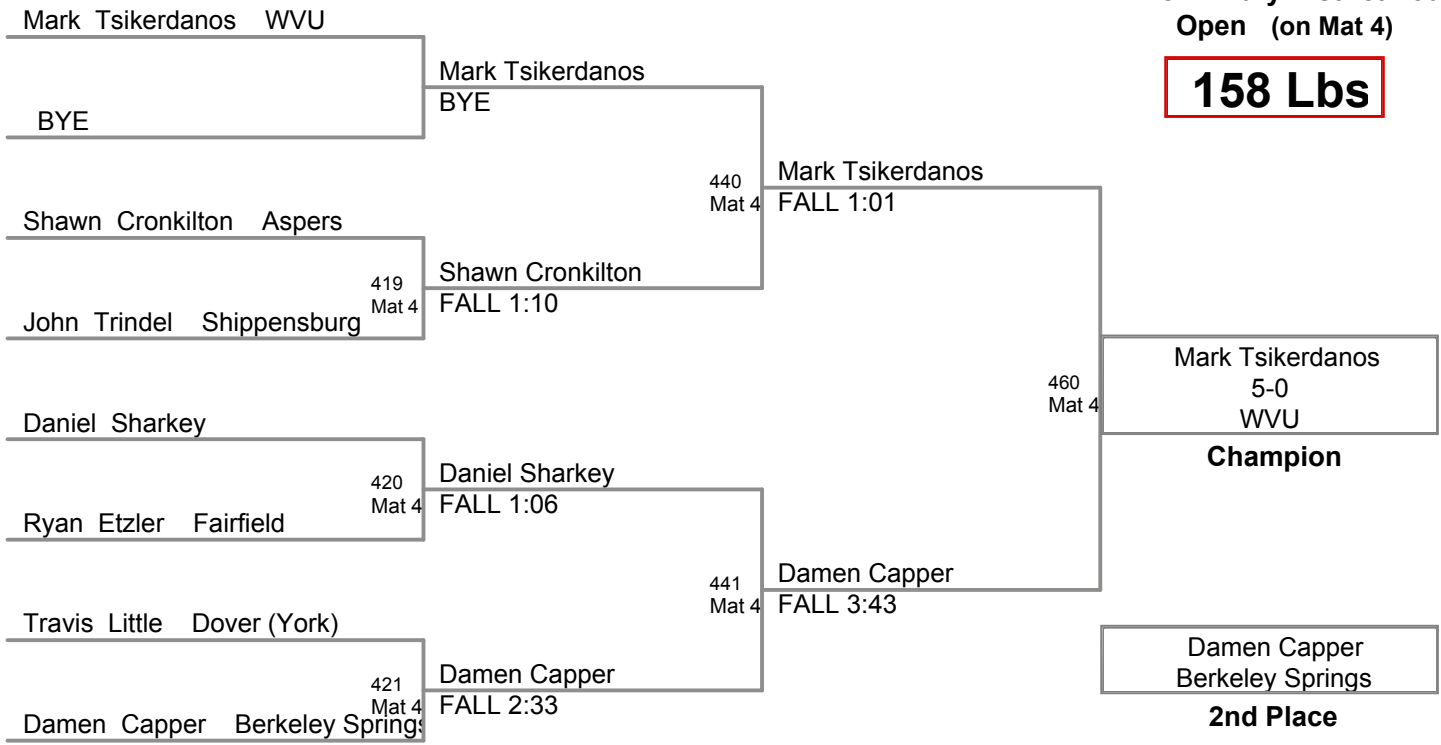 Open (on Mat 4)
158 Lbs
Mark Tsikerdanos WVU
BYE
Mark Tsikerdanos
BYE
Shawn Cronkilton Aspers
419
Mat 4
John Trindel Shippensburg
Shawn Cronkilton
FALL 1:10
440
Mat 4
Mark Tsikerdanos
FALL 1:01
Daniel Sharkey
420
Mat 4
Ryan Etzler Fairfield
Daniel Sharkey
FALL 1:06
Travis Little Dover (York)
421
Mat 4
Damen Capper Berkeley Springs
Damen Capper
FALL 2:33
441
Mat 4
Damen Capper
FALL 3:43
460
Mat 4
Mark Tsikerdanos
5-0
WVU
Champion
Damen Capper
Berkeley Springs
2nd Place